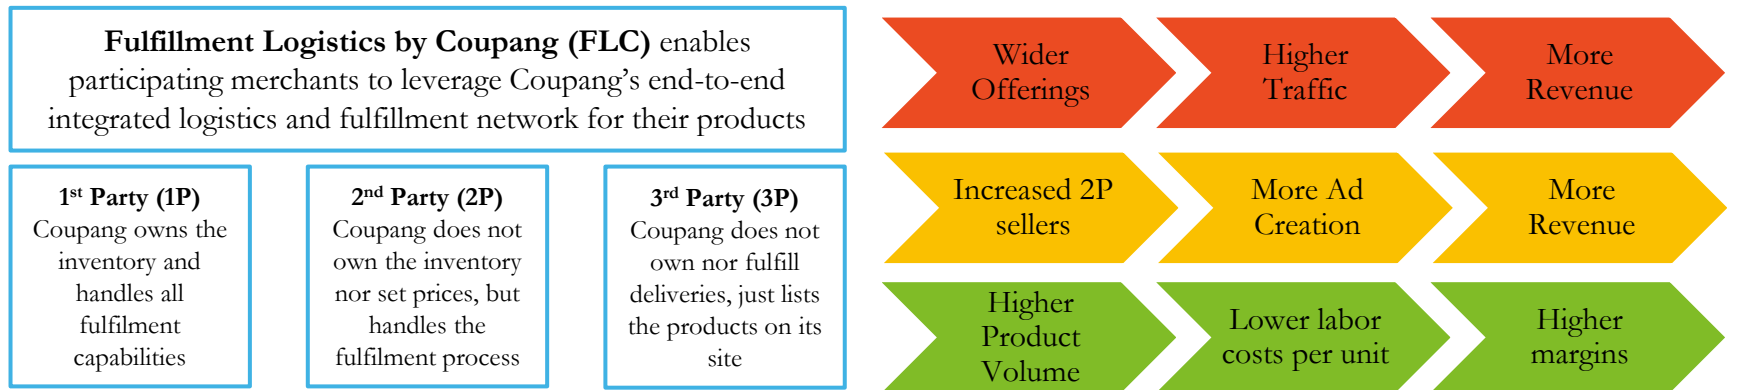 Fulfillment Logistics by Coupang (FLC) enables
participating merchants to leverage Coupang’s end-to-end
integrated logistics and fulfillment network for their products
1st Party (1P)
Coupang owns the
inventory and
handles all
fulfilment
capabilities
2nd Party (2P)
Coupang does not
own the inventory
nor set prices, but
handles the
fulfilment process
3rd Party (3P)
Coupang does not
own nor fulfill
deliveries, just lists
the products on its
site
Wider
Offerings
Higher
Traffic
More
Revenue
Increased 2P
sellers
More Ad
Creation
More
Revenue
Higher
Product
Volume
Lower labor
costs per unit
Higher
margins